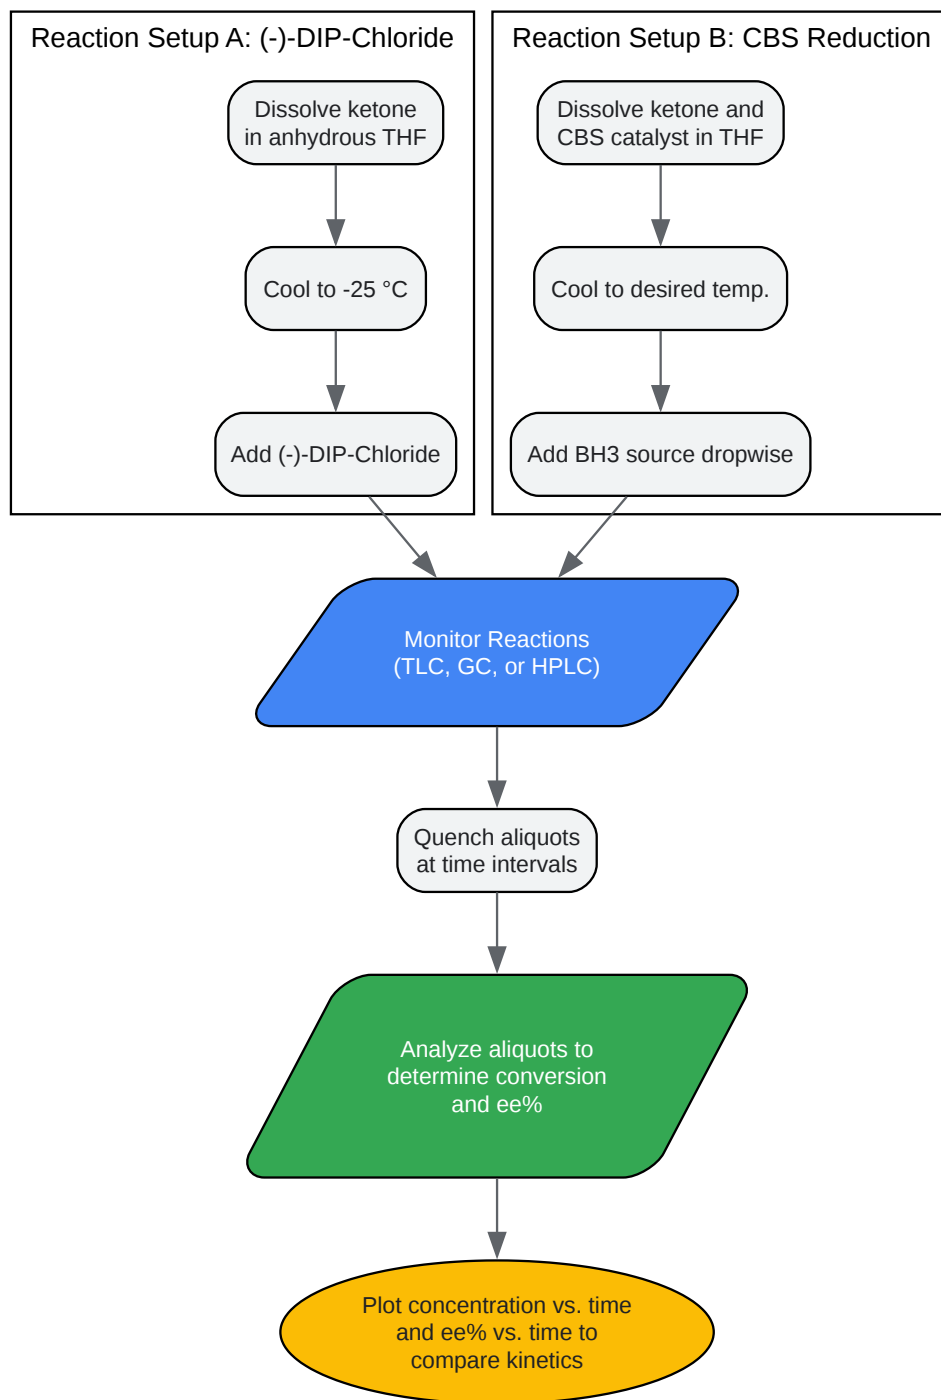 Reaction Setup A: (-)-DIP-Chloride
Dissolve ketone
in anhydrous THF
Cool to -25 °C
Add (-)-DIP-Chloride
Reaction Setup B: CBS Reduction
Dissolve ketone and
CBS catalyst in THF
Cool to desired temp.
Add BH3 source dropwise
Monitor Reactions
(TLC, GC, or HPLC)
Quench aliquots
at time intervals
Analyze aliquots to
determine conversion
and ee%
Plot concentration vs. time
and ee% vs. time to
compare kinetics